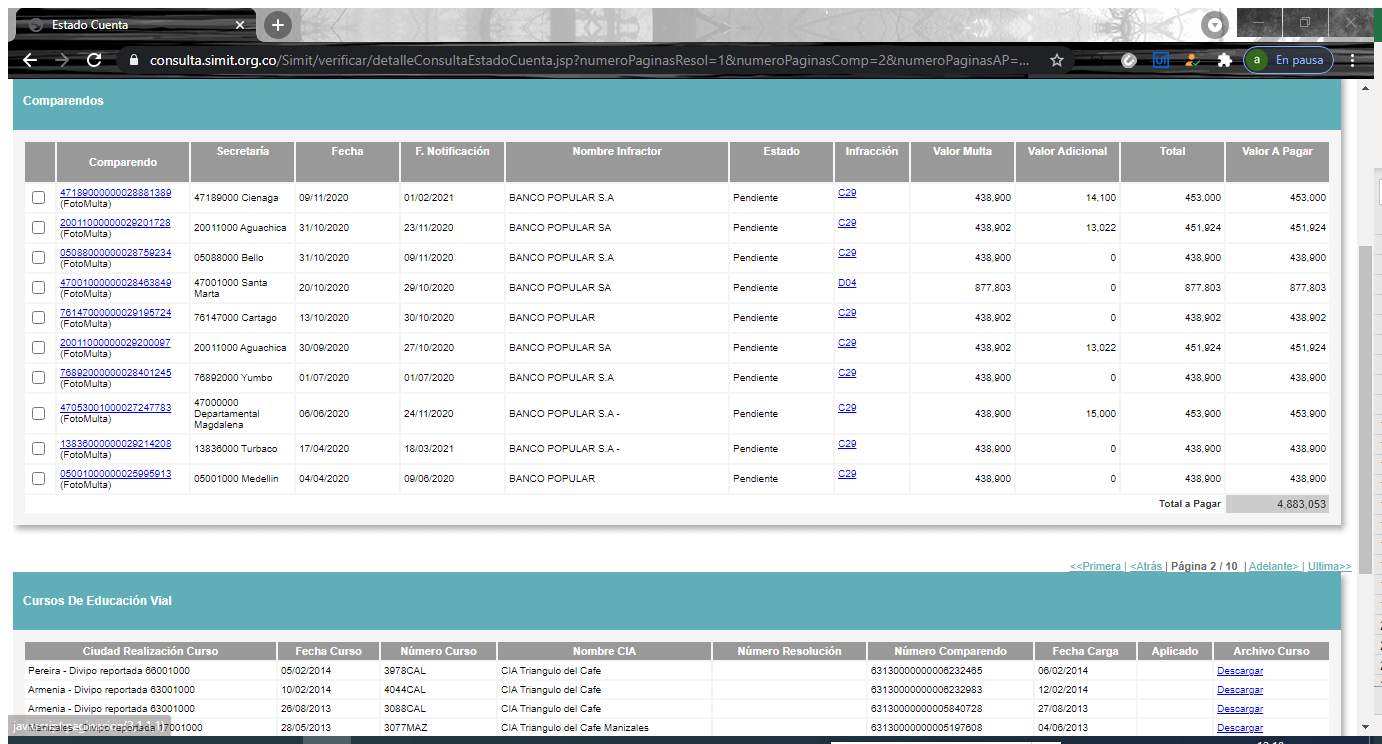 Estado Cuenta
consulta.simit.org.co/Simit/verificar/detalleConsultaEstadoCuenta.jsp?numeroPaginasResol=1&numeroPaginasComp=2&numeroPaginasAP=...
a En pausa
Comparendos
Comparendo Secretaría Fecha F. Notificación Nombre Infractor Estado Infracción Valor Multa Valor Adicional Total Valor A Pagar
47189000000028881389 (FotoMulta) 47189000 Cienaga 09/11/2020 01/02/2021 BANCO POPULAR S.A Pendiente C29 438,900 14,100 453,000 453,000
20011000000029201728 (FotoMulta) 20011000 Aguachica 31/10/2020 23/11/2020 BANCO POPULAR SA Pendiente C29 438,902 13,022 451,924 451,924
05088000000028759234 (FotoMulta) 05088000 Bello 31/10/2020 09/11/2020 BANCO POPULAR S.A Pendiente C29 438,900 0 438,900 438,900
47001000000028463849 (FotoMulta) 47001000 Santa Marta 20/10/2020 29/10/2020 BANCO POPULAR SA Pendiente D04 877,803 0 877,803 877,803
76147000000029195724 (FotoMulta) 76147000 Cartago 13/10/2020 30/10/2020 BANCO POPULAR Pendiente C29 438,902 0 438,902 438,902
20011000000029200097 (FotoMulta) 20011000 Aguachica 30/09/2020 27/10/2020 BANCO POPULAR SA Pendiente C29 438,902 13,022 451,924 451,924
76892000000028401245 (FotoMulta) 76892000 Yumbo 01/07/2020 01/07/2020 BANCO POPULAR S.A Pendiente C29 438,900 0 438,900 438,900
47053001000027247783 (FotoMulta) 47000000 Departamental Magdalena 06/06/2020 24/11/2020 BANCO POPULAR S.A - Pendiente C29 438,900 15,000 453,900 453,900
13836000000029214208 (FotoMulta) 13836000 Turbaco 17/04/2020 18/03/2021 BANCO POPULAR S.A - Pendiente C29 438,900 0 438,900 438,900
05001000000025995913 (FotoMulta) 05001000 Medellin 04/04/2020 09/06/2020 BANCO POPULAR Pendiente C29 438,900 0 438,900 438,900
Total a Pagar 4,883,053
<<Primera | <Atrás | Página 2 / 10 | Adelante> | Ultima>>
Cursos De Educación Vial
Ciudad Realización Curso Fecha Curso Número Curso Nombre CIA Número Resolución Número Comparendo Fecha Carga Aplicado Archivo Curso
Pereira - Divipo reportada 66001000 05/02/2014 3978CAL CIA Triangulo del Cafe 63130000000006232465 06/02/2014 Descargar
Armenia - Divipo reportada 63001000 10/02/2014 4044CAL CIA Triangulo del Cafe 63130000000006232983 12/02/2014 Descargar
Armenia - Divipo reportada 63001000 26/08/2013 3088CAL CIA Triangulo del Cafe 63130000000005840728 27/08/2013 Descargar
Manizales - Divipo reportada 17001000 28/05/2013 3077MAZ CIA Triangulo del Cafe Manizales 63130000000005197608 04/06/2013 Descargar